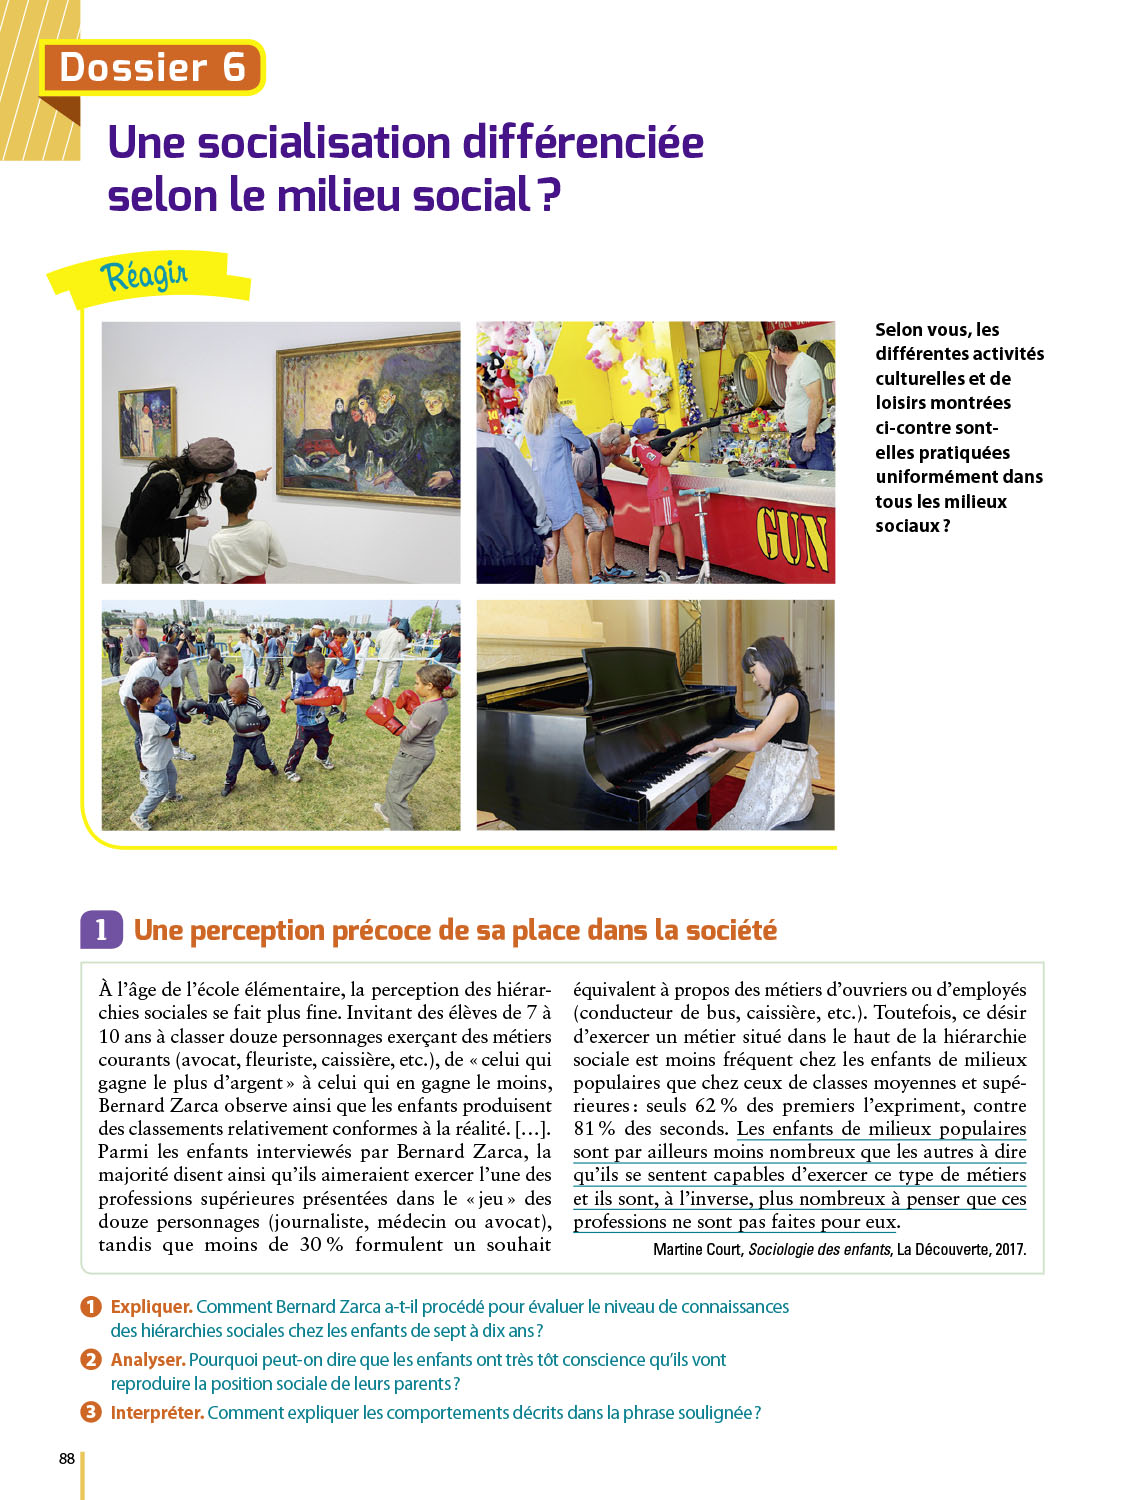 Dossier 6
Une socialisation différenciée
selon le milieu social ?
Réagir
GUN
Selon vous, les
différentes activités
culturelles et de
loisirs montrées
ci-contre sont-
elles pratiquées
uniformément dans
tous les milieux
sociaux ?
1 Une perception précoce de sa place dans la société
À l’âge de l’école élémentaire, la perception des hiérar-
chies sociales se fait plus fine. Invitant des élèves de 7 à
10 ans à classer douze personnages exerçant des métiers
courants (avocat, fleuriste, caissière, etc.), de « celui qui
gagne le plus d’argent » à celui qui en gagne le moins,
Bernard Zarca observe ainsi que les enfants produisent
des classements relativement conformes à la réalité. […].
Parmi les enfants interviewés par Bernard Zarca, la
majorité disent ainsi qu’ils aimeraient exercer l’une des
professions supérieures présentées dans le « jeu » des
douze personnages (journaliste, médecin ou avocat),
tandis que moins de 30 % formulent un souhait
équivalent à propos des métiers d’ouvriers ou d’employés
(conducteur de bus, caissière, etc.). Toutefois, ce désir
d’exercer un métier situé dans le haut de la hiérarchie
sociale est moins fréquent chez les enfants de milieux
populaires que chez ceux de classes moyennes et supé-
rieures : seuls 62 % des premiers l’expriment, contre
81 % des seconds. Les enfants de milieux populaires
sont par ailleurs moins nombreux que les autres à dire
qu’ils se sentent capables d’exercer ce type de métiers
et ils sont, à l’inverse, plus nombreux à penser que ces
professions ne sont pas faites pour eux.
Martine Court, Sociologie des enfants, La Découverte, 2017.
1 Expliquer. Comment Bernard Zarca a-t-il procédé pour évaluer le niveau de connaissances
des hiérarchies sociales chez les enfants de sept à dix ans ?
2 Analyser. Pourquoi peut-on dire que les enfants ont très tôt conscience qu’ils vont
reproduire la position sociale de leurs parents ?
3 Interpréter. Comment expliquer les comportements décrits dans la phrase soulignée ?
88